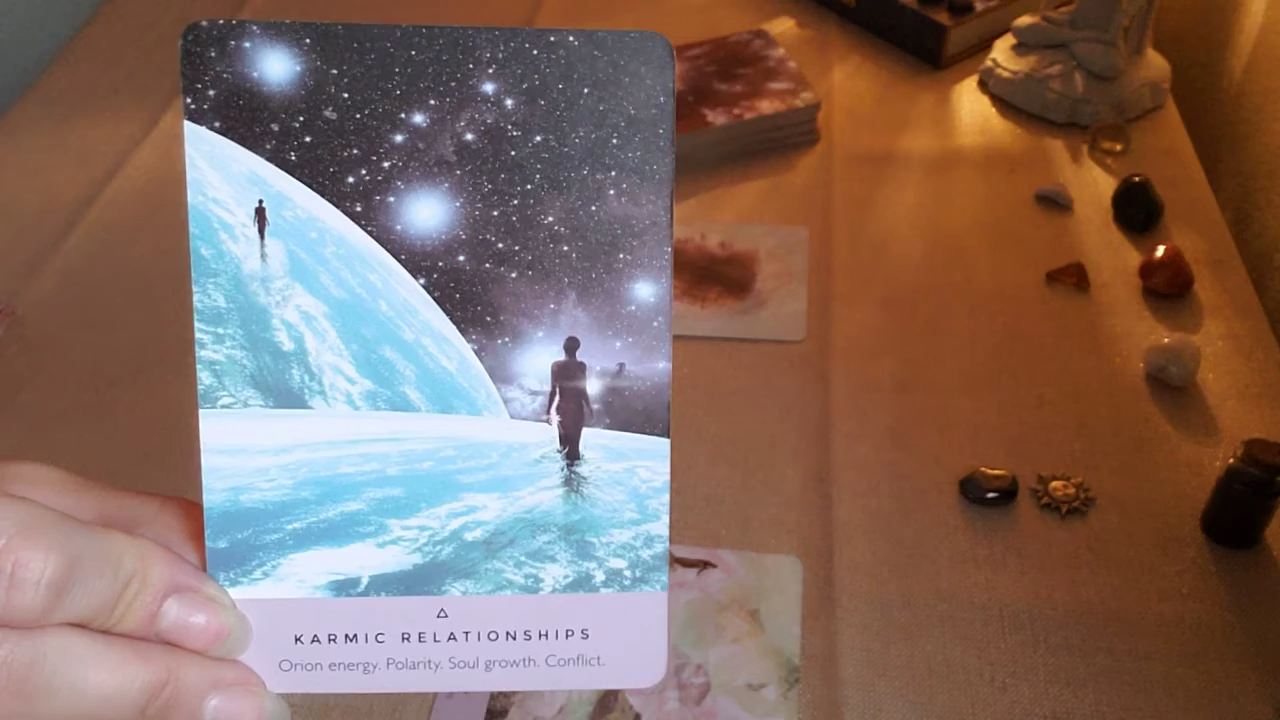 KARMIC RELATIONSHIPS
Orion energy. Polarity. Soul growth. Conflict.